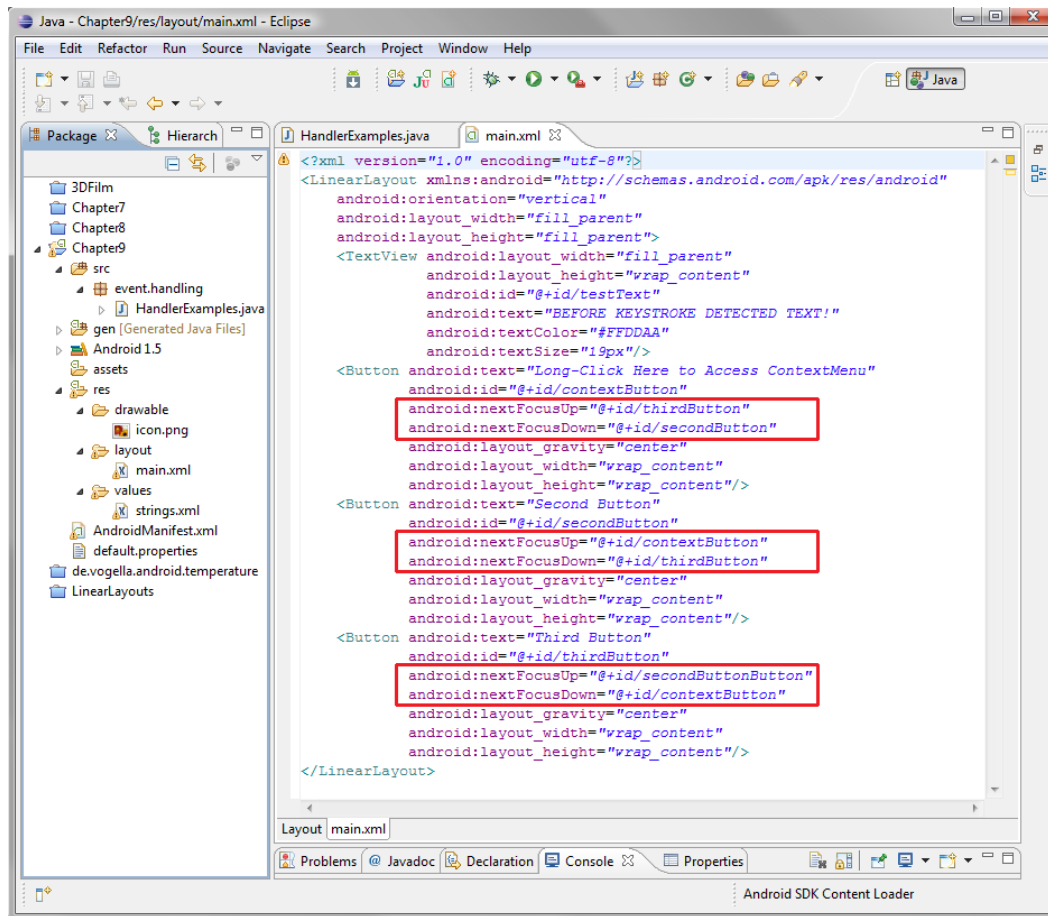 Java - Chapter9/res/layout/main.xml - Eclipse
File Edit Refactor Run Source Navigate Search Project Window Help
Java
Package Hierarch
HandlerExamples.java main.xml
3DFilm
Chapter7
Chapter8
Chapter9
src
event.handling
HandlerExamples.java
gen [Generated Java Files]
Android 1.5
assets
res
drawable
icon.png
layout
main.xml
values
strings.xml
AndroidManifest.xml
default.properties
de.vogella.android.temperature
LinearLayouts
<?xml version="1.0" encoding="utf-8"?>
<LinearLayout xmlns:android="http://schemas.android.com/apk/res/android"
android:orientation="vertical"
android:layout_width="fill_parent"
android:layout_height="fill_parent">
<TextView android:layout_width="fill_parent"
android:layout_height="wrap_content"
android:id="@+id/testText"
android:text="BEFORE KEYSTROKE DETECTED TEXT!"
android:textColor="#FFDDAA"
android:textSize="19px"/>
<Button android:text="Long-Click Here to Access ContextMenu"
android:id="@+id/contextButton"
android:nextFocusUp="@+id/thirdButton"
android:nextFocusDown="@+id/secondButton"
android:layout_gravity="center"
android:layout_width="wrap_content"
android:layout_height="wrap_content"/>
<Button android:text="Second Button"
android:id="@+id/secondButton"
android:nextFocusUp="@+id/contextButton"
android:nextFocusDown="@+id/thirdButton"
android:layout_gravity="center"
android:layout_width="wrap_content"
android:layout_height="wrap_content"/>
<Button android:text="Third Button"
android:id="@+id/thirdButton"
android:nextFocusUp="@+id/secondButtonButton"
android:nextFocusDown="@+id/contextButton"
android:layout_gravity="center"
android:layout_width="wrap_content"
android:layout_height="wrap_content"/>
</LinearLayout>
Layout main.xml
Problems @ Javadoc Declaration Console Properties
Android SDK Content Loader